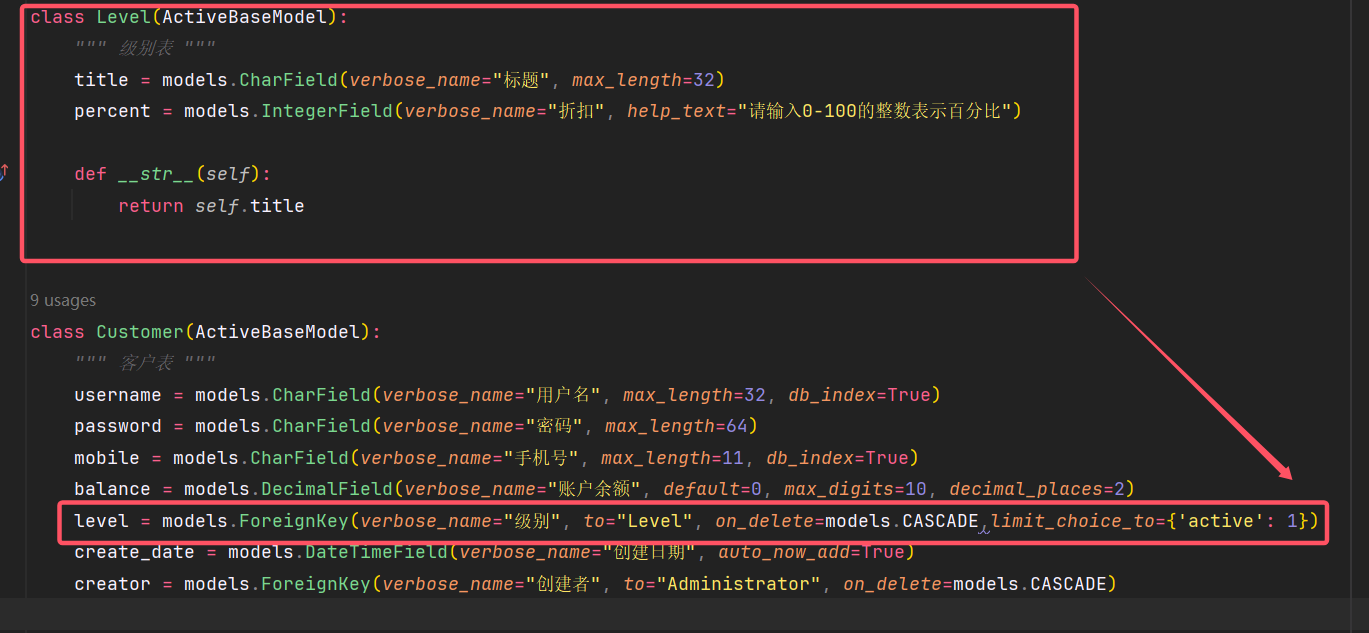 class Level(ActiveBaseModel):
    """ 级别表 """
    title = models.CharField(verbose_name="标题", max_length=32)
    percent = models.IntegerField(verbose_name="折扣", help_text="请输入0-100的整数表示百分比")
    def __str__(self):
        return self.title
9 usages
class Customer(ActiveBaseModel):
    """ 客户表 """
    username = models.CharField(verbose_name="用户名", max_length=32, db_index=True)
    password = models.CharField(verbose_name="密码", max_length=64)
    mobile = models.CharField(verbose_name="手机号", max_length=11, db_index=True)
    balance = models.DecimalField(verbose_name="账户余额", default=0, max_digits=10, decimal_places=2)
    level = models.ForeignKey(verbose_name="级别", to="Level", on_delete=models.CASCADE,limit_choice_to={'active': 1})
    create_date = models.DateTimeField(verbose_name="创建日期", auto_now_add=True)
    creator = models.ForeignKey(verbose_name="创建者", to="Administrator", on_delete=models.CASCADE)